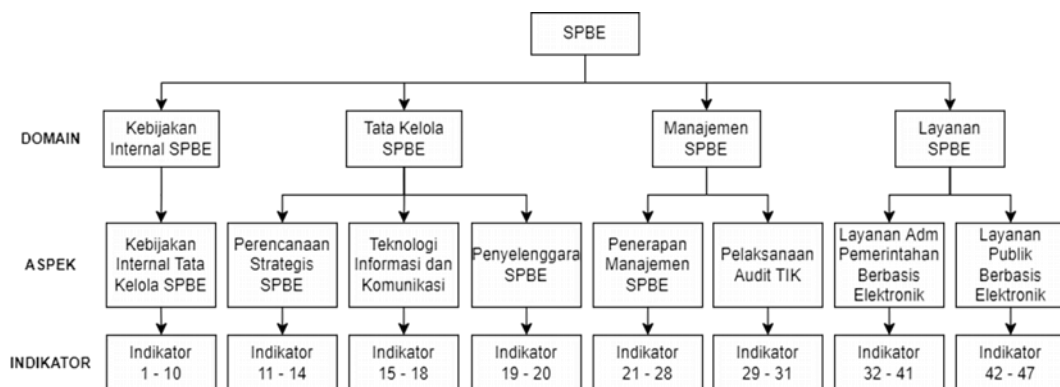 SPBE
DOMAIN
Kebijakan
Internal SPBE
Tata Kelola
SPBE
Manajemen
SPBE
Layanan
SPBE
ASPEK
Kebijakan
Internal Tata
Kelola SPBE
Perencanaan
Strategis
SPBE
Teknologi
Informasi dan
Komunikasi
Penyelenggara
SPBE
Penerapan
Manajemen
SPBE
Pelaksanaan
Audit TIK
Layanan Adm
Pemerintahan
Berbasis
Elektronik
Layanan
Publik
Berbasis
Elektronik
INDIKATOR
Indikator
1 - 10
Indikator
11 - 14
Indikator
15 - 18
Indikator
19 - 20
Indikator
21 - 28
Indikator
29 - 31
Indikator
32 - 41
Indikator
42 - 47